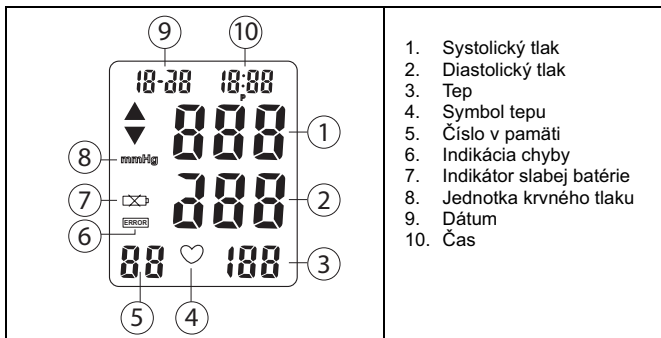 9 10
18-38 18:88
P
888 1
8 mmHg
7 388 2
6 ERROR
88 188 3
5 4
1. Systolický tlak
2. Diastolický tlak
3. Tep
4. Symbol tepu
5. Číslo v pamäti
6. Indikácia chyby
7. Indikátor slabej batérie
8. Jednotka krvného tlaku
9. Dátum
10. Čas